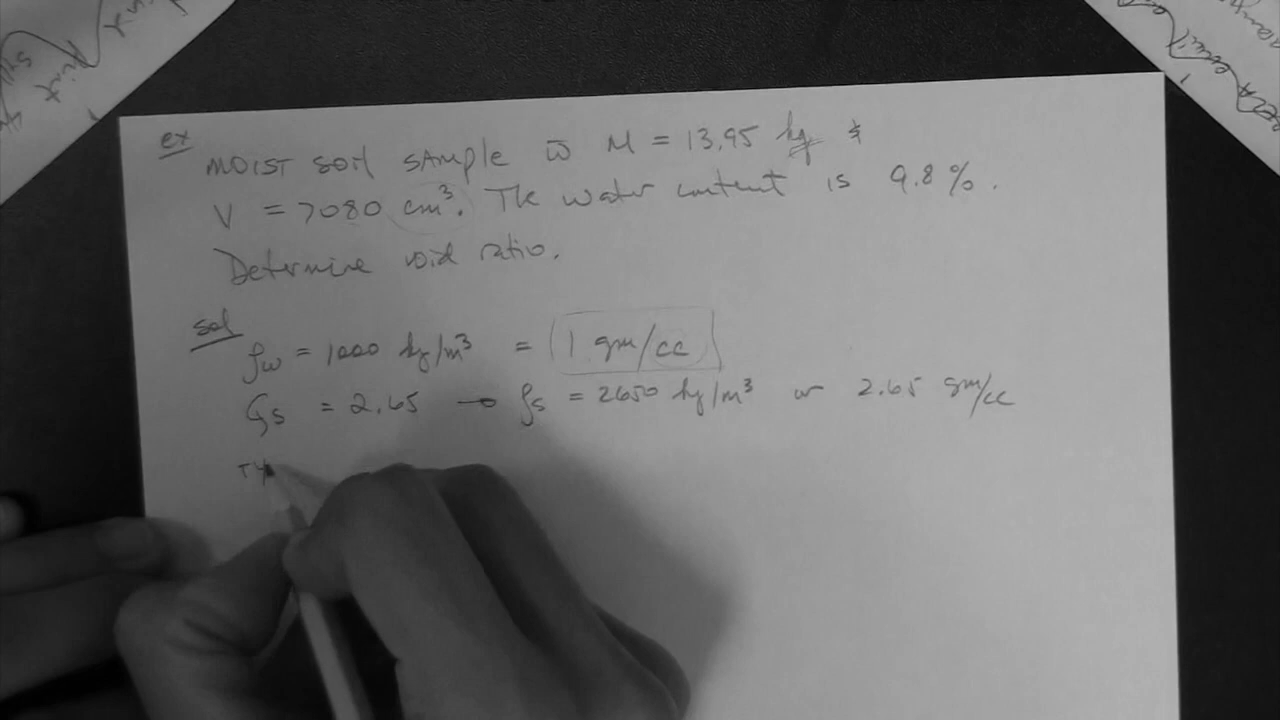 ex
MOIST soil sAmple w̄ M = 13.95 kg &
V = 7080 cm³. The water content is 9.8%.
Determine void ratio.
Sol
ρw = 1000 kg/m³ = 1 gm/cc
Gs = 2.65 → ρs = 2650 kg/m³ or 2.65 gm/cc
TY